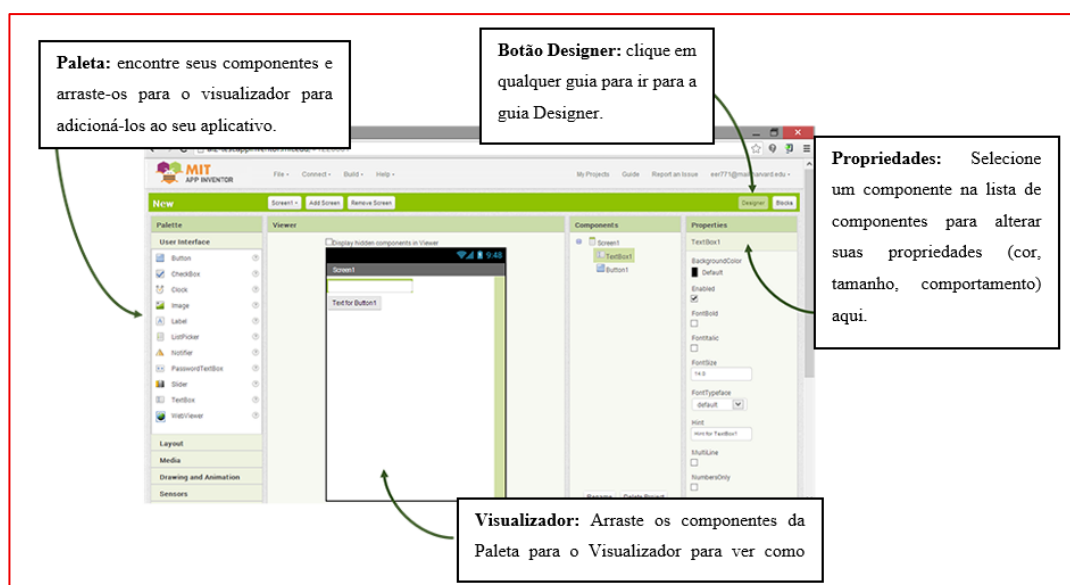 Paleta: encontre seus componentes e
arraste-os para o visualizador para
adicioná-los ao seu aplicativo.
Botão Designer: clique em
qualquer guia para ir para a
guia Designer.
Propriedades: Selecione
um componente na lista de
componentes para alterar
suas propriedades (cor,
tamanho, comportamento)
aqui.
MIT
APP INVENTOR
File Connect Build Help
My Projects Guide Report an Issue
New
Screen1 Add Screen Remove Screen
Designer Blocks
Palette
User Interface
Button
CheckBox
Clock
Image
Label
ListPicker
Notifier
PasswordTextBox
Slider
TextBox
WebViewer
Layout
Media
Drawing and Animation
Sensors
Viewer
Display hidden components in Viewer
9:48
Screen1
Text for Button1
Components
Screen1
TextBox1
Button1
Rename Delete Project
Properties
TextBox1
BackgroundColor
Default
Enabled
FontBold
FontItalic
FontSize
14.0
FontTypeface
default
Hint
Hint for TextBox1
MultiLine
NumbersOnly
Visualizador: Arraste os componentes da
Paleta para o Visualizador para ver como